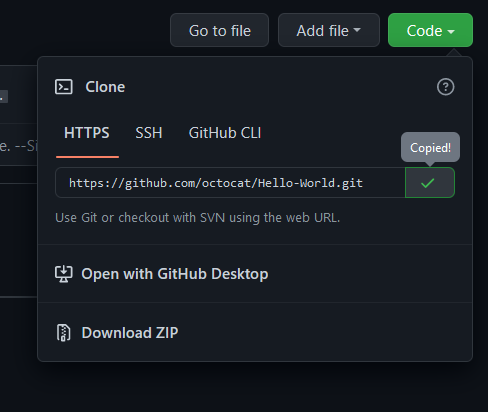 Go to file Add file Code
Clone
HTTPS SSH GitHub CLI
Copied!
https://github.com/octocat/Hello-World.git
Use Git or checkout with SVN using the web URL.
e. --Si
Open with GitHub Desktop
Download ZIP